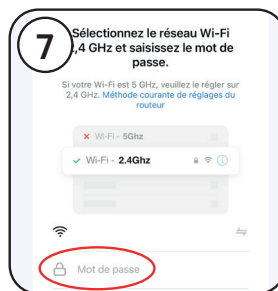 7
Sélectionnez le réseau Wi-Fi
2,4 GHz et saisissez le mot de
passe.
Si votre Wi-Fi est 5 GHz, veuillez le régler sur
2,4 GHz. Méthode courante de réglages du
routeur
Wi-Fi - 5Ghz
Wi-Fi - 2.4Ghz
Mot de passe